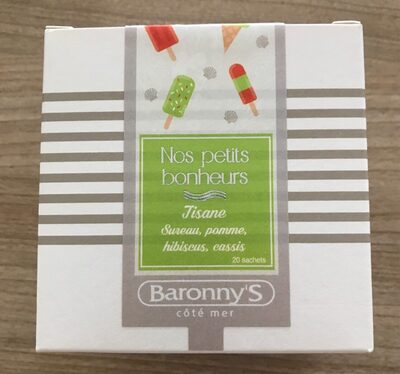 Nos petits
bonheurs
Tisane
Sureau, pomme,
hibiscus, cassis
20 sachets
Baronny'S
côté mer